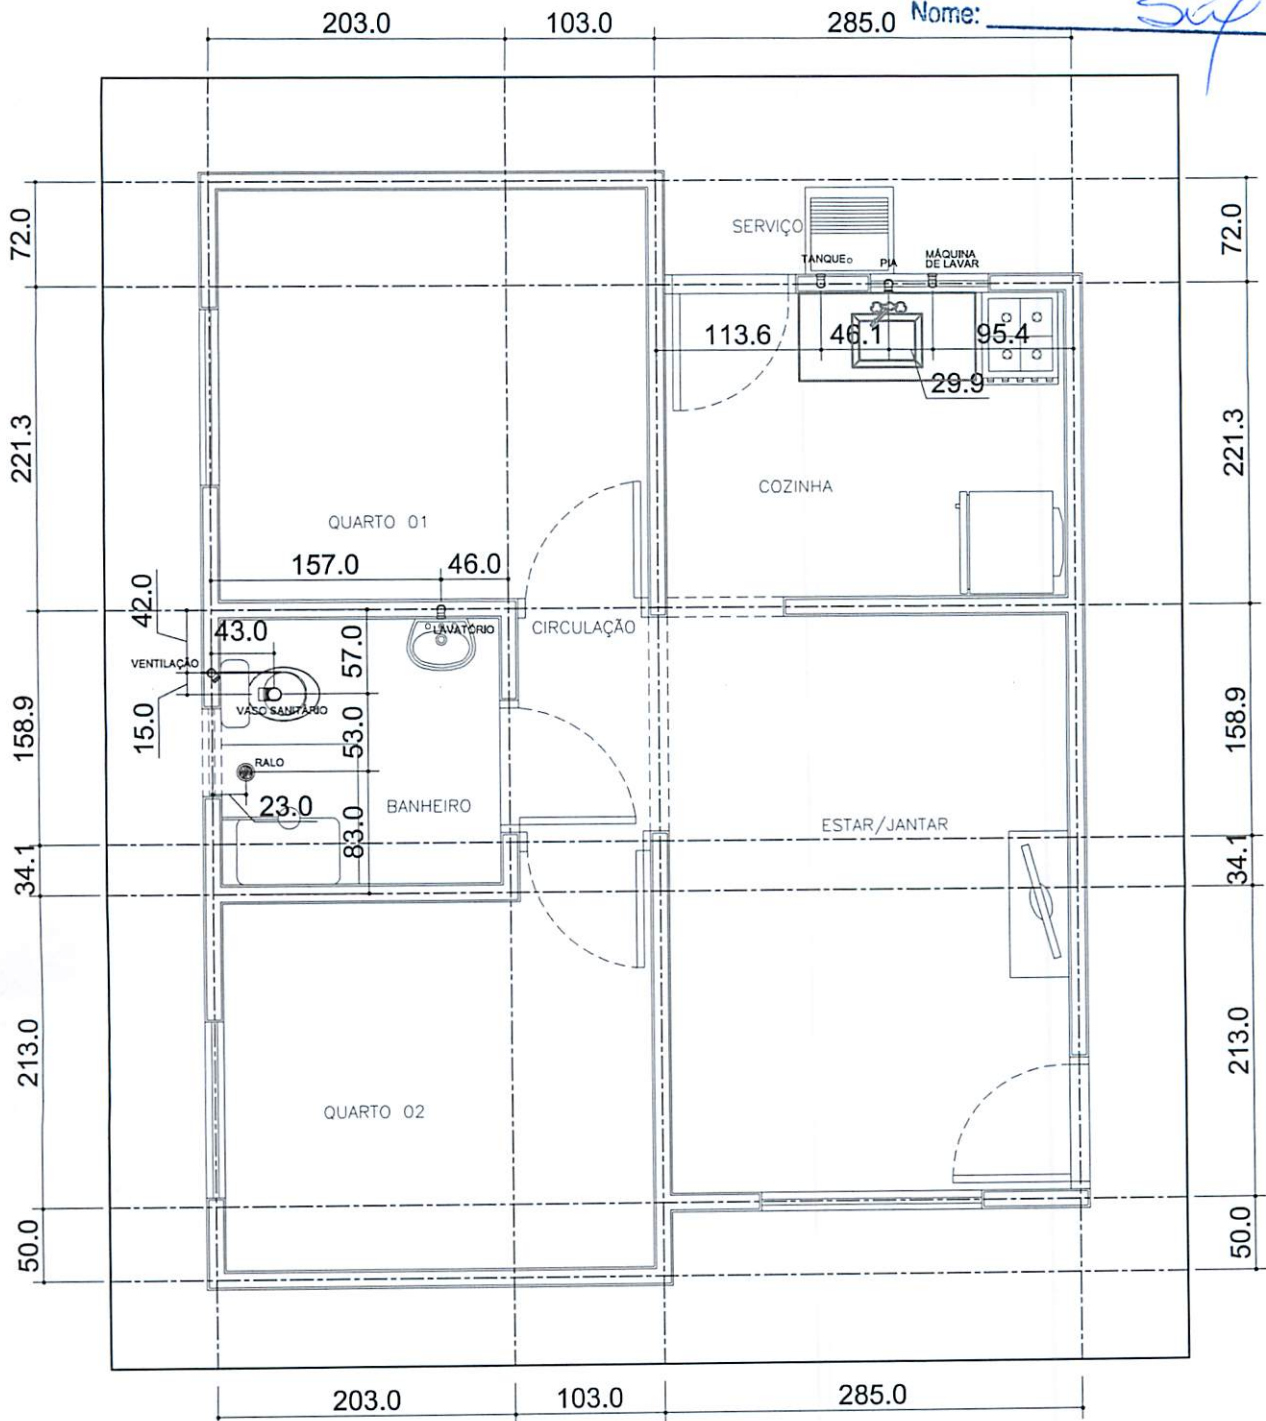 Nome:
203.0 103.0 285.0
72.0 72.0
SERVIÇO
TANQUE PIA MÁQUINA
DE LAVAR
113.6 46.1 95.4
29.9
221.3 221.3
COZINHA
QUARTO 01
157.0 46.0
42.0
43.0 LAVATÓRIO CIRCULAÇÃO
57.0
VENTILAÇÃO
VASO SANITÁRIO
15.0
158.9 53.0 158.9
RALO
23.0 BANHEIRO
83.0
ESTAR/JANTAR
34.1 34.1
213.0 213.0
QUARTO 02
50.0 50.0
203.0 103.0 285.0